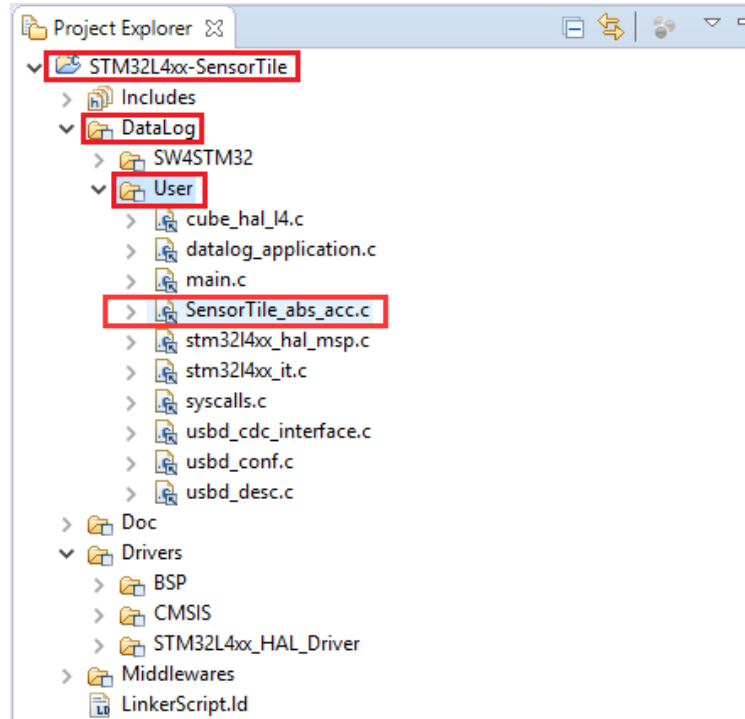 Project Explorer
STM32L4xx-SensorTile
Includes
DataLog
SW4STM32
User
cube_hal_l4.c
datalog_application.c
main.c
SensorTile_abs_acc.c
stm32l4xx_hal_msp.c
stm32l4xx_it.c
syscalls.c
usbd_cdc_interface.c
usbd_conf.c
usbd_desc.c
Doc
Drivers
BSP
CMSIS
STM32L4xx_HAL_Driver
Middlewares
LinkerScript.ld